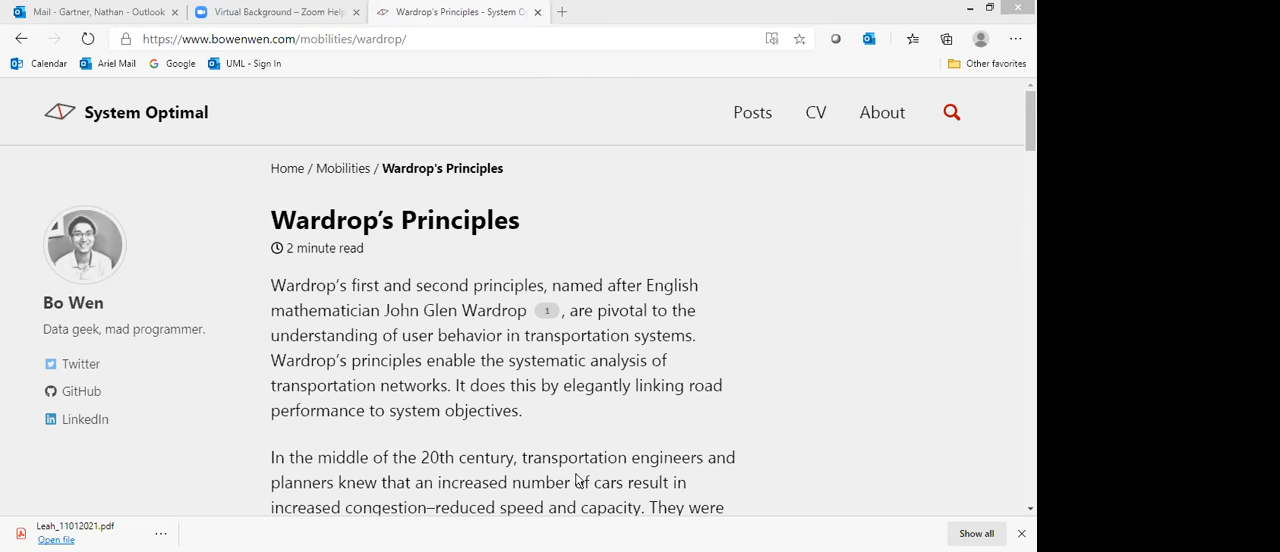 Mail - Gartner, Nathan - Outlook
Virtual Background – Zoom Help
Wardrop's Principles - System O
https://www.bowenwen.com/mobilities/wardrop/
Calendar
Ariel Mail
Google
UML - Sign In
Other favorites
System Optimal
Posts
CV
About
Home / Mobilities / Wardrop's Principles
Wardrop's Principles
2 minute read
Wardrop's first and second principles, named after English
mathematician John Glen Wardrop 1 , are pivotal to the
understanding of user behavior in transportation systems.
Wardrop's principles enable the systematic analysis of
transportation networks. It does this by elegantly linking road
performance to system objectives.
Bo Wen
Data geek, mad programmer.
Twitter
GitHub
LinkedIn
In the middle of the 20th century, transportation engineers and
planners knew that an increased number of cars result in
increased congestion–reduced speed and capacity. They were
Leah_11012021.pdf
Open file
Show all